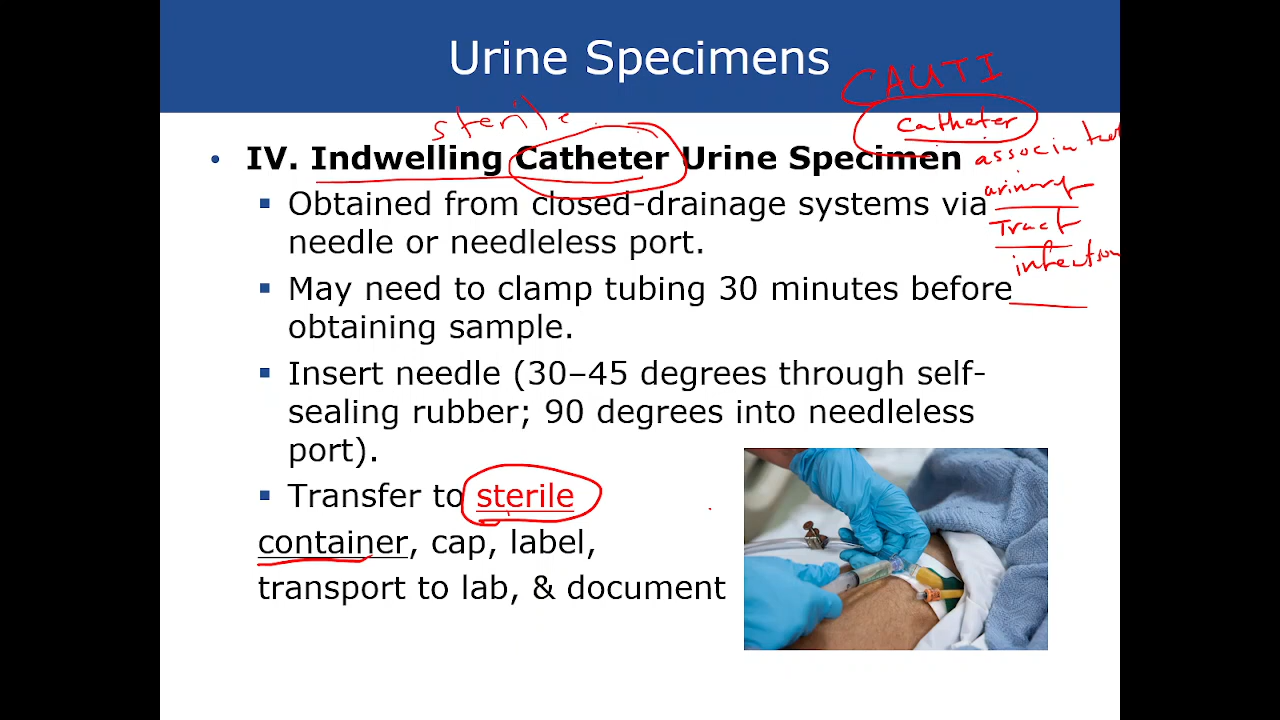 Urine Specimens
CAUTI
catheter
sterile
• IV. Indwelling Catheter Urine Specimen
associated
urinary
Tract
infection
▪ Obtained from closed-drainage systems via
needle or needleless port.
▪ May need to clamp tubing 30 minutes before
obtaining sample.
▪ Insert needle (30–45 degrees through self-
sealing rubber; 90 degrees into needleless
port).
▪ Transfer to sterile
container, cap, label,
transport to lab, & document